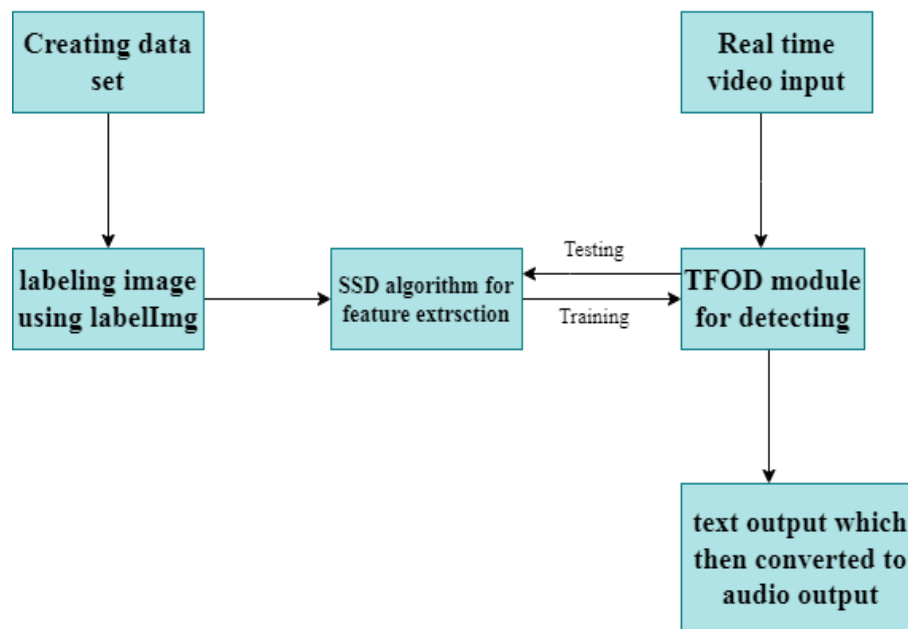 Creating data
set
Real time
video input
labeling image
using labelImg
SSD algorithm for
feature extrsction
Testing
Training
TFOD module
for detecting
text output which
then converted to
audio output